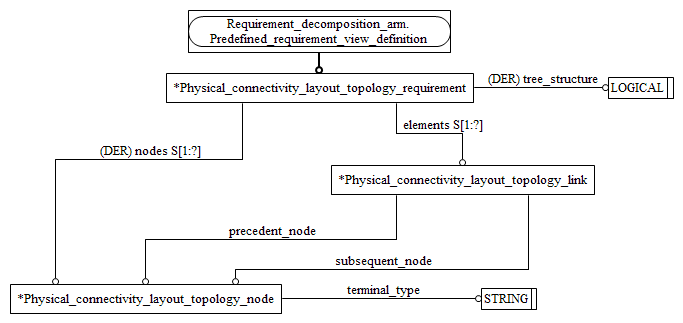 Requirement_decomposition_arm.
Predefined_requirement_view_definition
*Physical_connectivity_layout_topology_requirement
(DER) tree_structure
LOGICAL
elements S[1:?]
(DER) nodes S[1:?]
*Physical_connectivity_layout_topology_link
precedent_node
subsequent_node
*Physical_connectivity_layout_topology_node
terminal_type
STRING